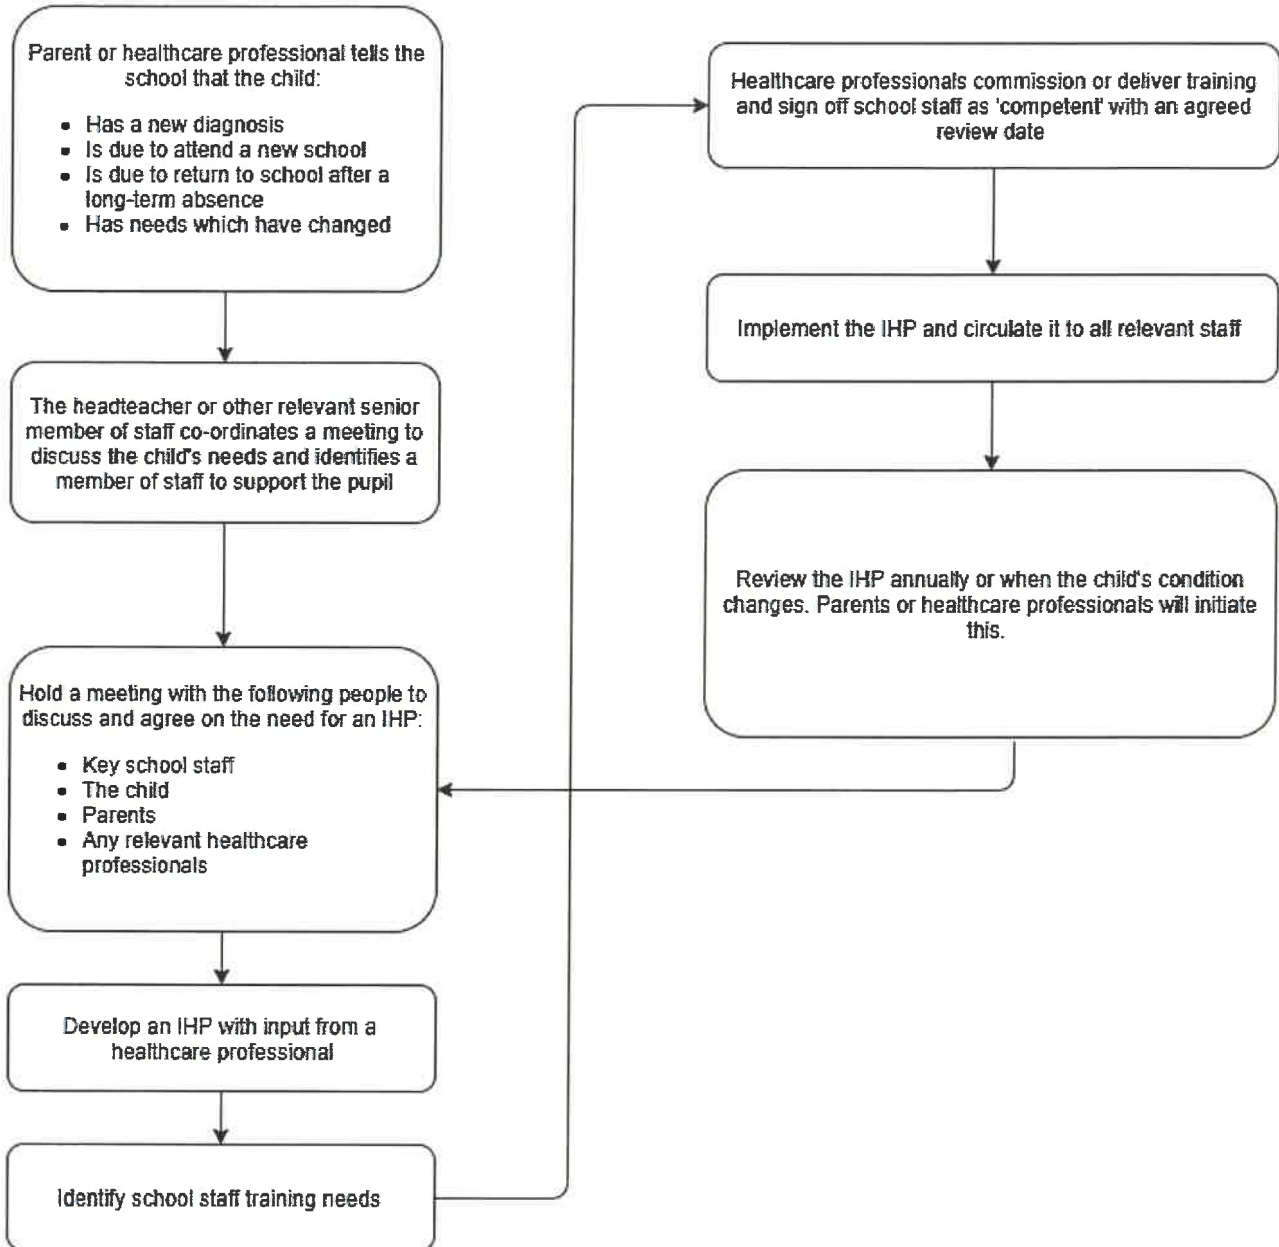 Parent or healthcare professional tells the
school that the child:
• Has a new diagnosis
• Is due to attend a new school
• Is due to return to school after a
long-term absence
• Has needs which have changed
The headteacher or other relevant senior
member of staff co-ordinates a meeting to
discuss the child's needs and identifies a
member of staff to support the pupil
Hold a meeting with the following people to
discuss and agree on the need for an IHP:
• Key school staff
• The child
• Parents
• Any relevant healthcare
professionals
Develop an IHP with input from a
healthcare professional
Identify school staff training needs
Healthcare professionals commission or deliver training
and sign off school staff as 'competent' with an agreed
review date
Implement the IHP and circulate it to all relevant staff
Review the IHP annually or when the child's condition
changes. Parents or healthcare professionals will initiate
this.